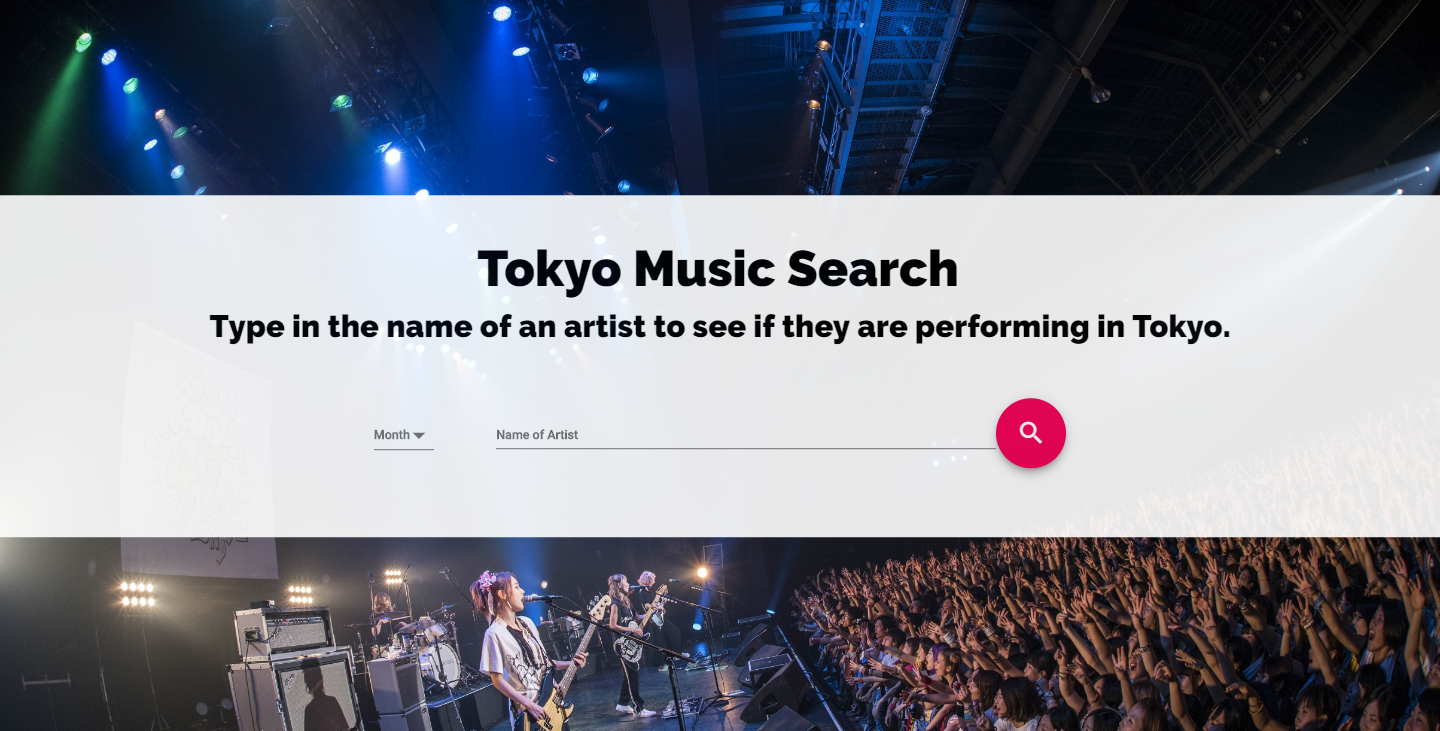 Tokyo Music Search
Type in the name of an artist to see if they are performing in Tokyo.
Month
Name of Artist